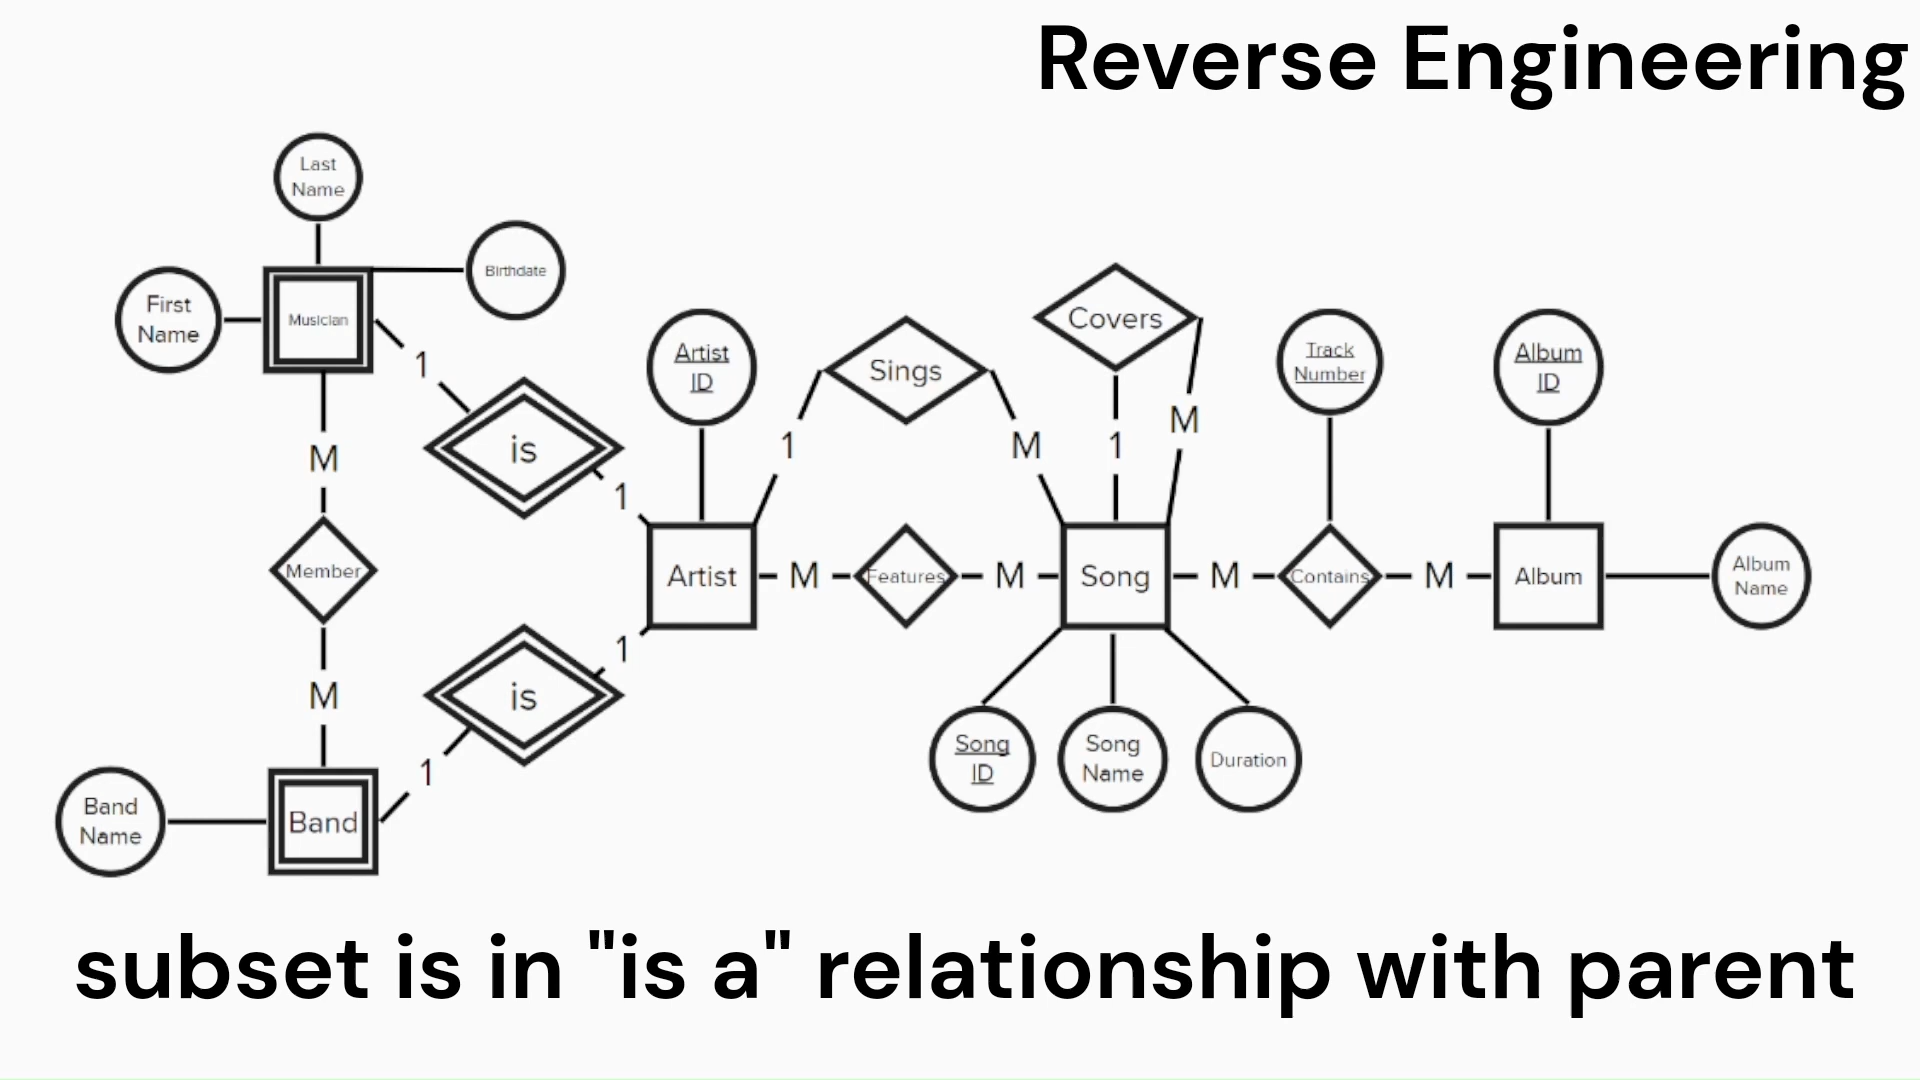 Reverse Engineering
Last
Name
Birthdate
First
Name
Musician
1
is
1
Artist
ID
Sings
1
M
Covers
1
M
Track
Number
Album
ID
M
Member
M
Artist
M
Features
M
Song
M
Contains
M
Album
Album
Name
1
is
1
Band
Name
Band
Song
ID
Song
Name
Duration
subset is in "is a" relationship with parent